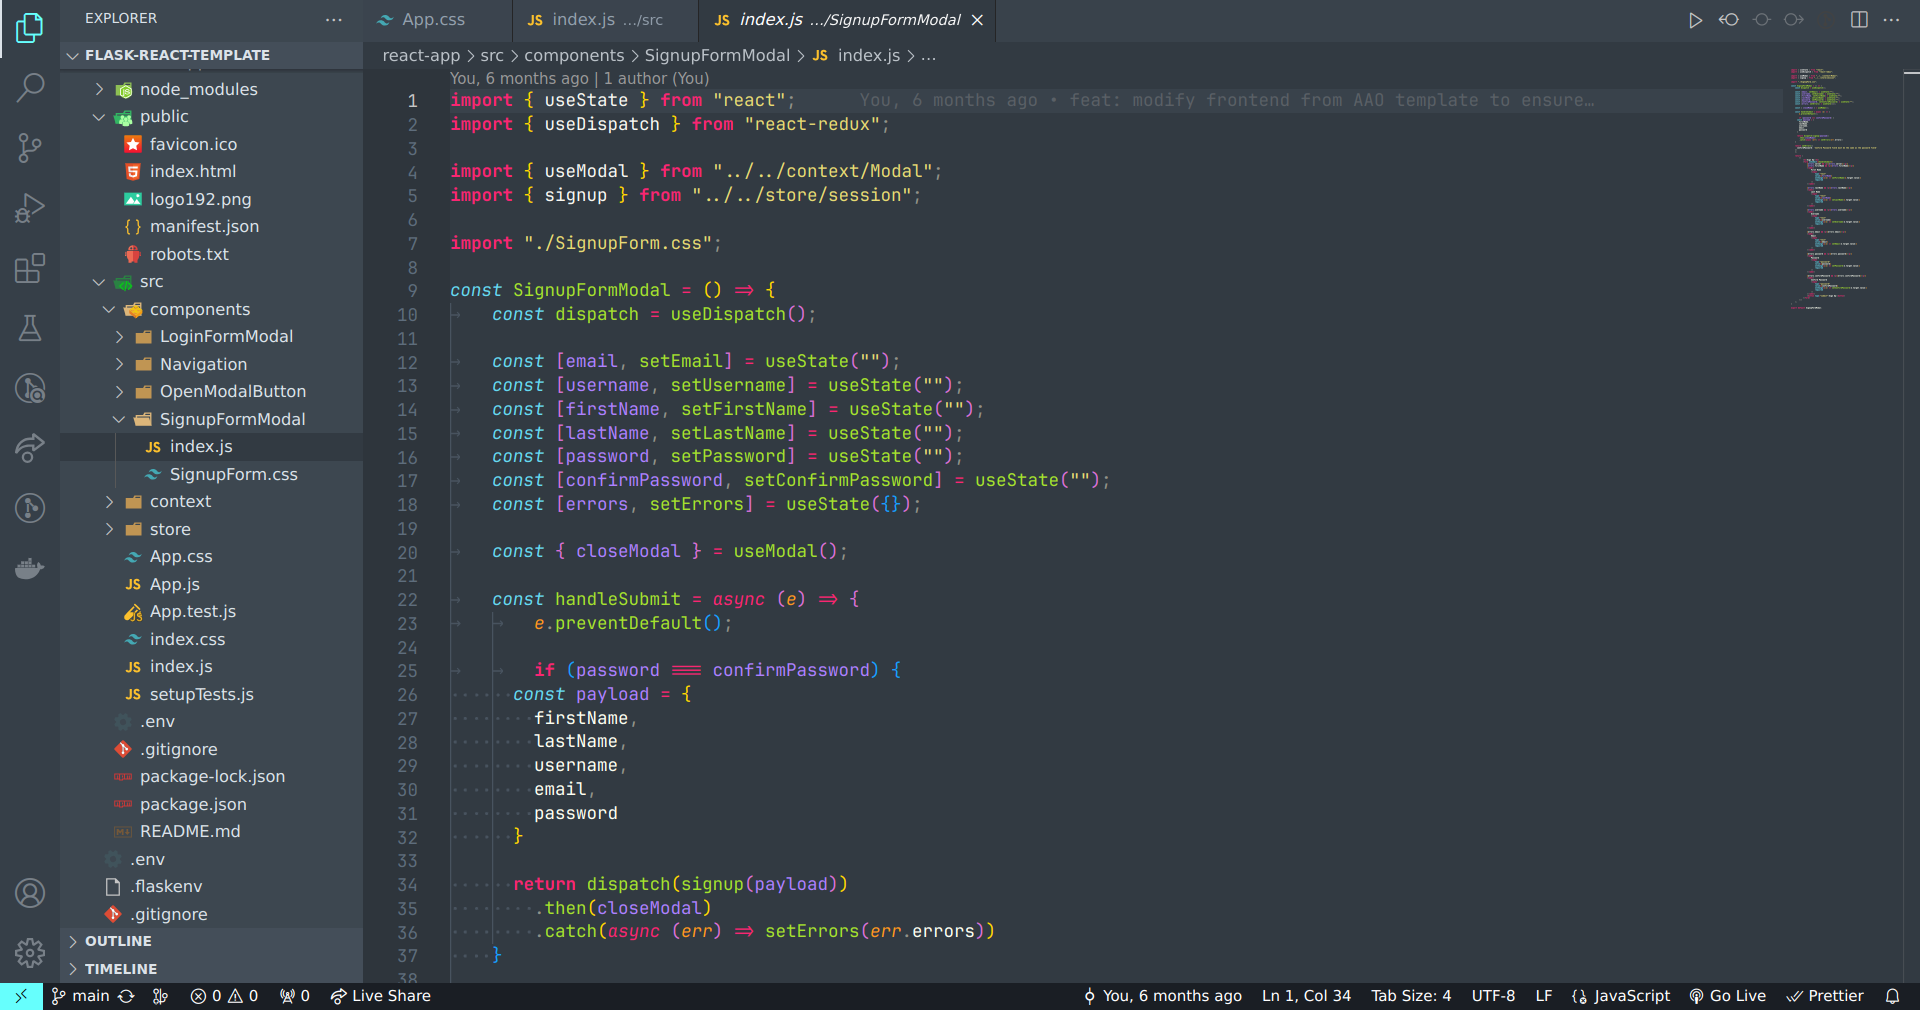 EXPLORER
FLASK-REACT-TEMPLATE
node_modules
public
favicon.ico
index.html
logo192.png
manifest.json
robots.txt
src
components
LoginFormModal
Navigation
OpenModalButton
SignupFormModal
index.js
SignupForm.css
context
store
App.css
App.js
App.test.js
index.css
index.js
setupTests.js
.env
.gitignore
package-lock.json
package.json
README.md
.env
.flaskenv
.gitignore
OUTLINE
TIMELINE
App.css
index.js .../src
index.js .../SignupFormModal
react-app > src > components > SignupFormModal > JS index.js > ...
You, 6 months ago | 1 author (You)
1 import { useState } from "react"; You, 6 months ago • feat: modify frontend from AAO template to ensure…
2 import { useDispatch } from "react-redux";
3
4 import { useModal } from "../../context/Modal";
5 import { signup } from "../../store/session";
6
7 import "./SignupForm.css";
8
9 const SignupFormModal = () => {
10 const dispatch = useDispatch();
11
12 const [email, setEmail] = useState("");
13 const [username, setUsername] = useState("");
14 const [firstName, setFirstName] = useState("");
15 const [lastName, setLastName] = useState("");
16 const [password, setPassword] = useState("");
17 const [confirmPassword, setConfirmPassword] = useState("");
18 const [errors, setErrors] = useState({});
19
20 const { closeModal } = useModal();
21
22 const handleSubmit = async (e) => {
23 e.preventDefault();
24
25 if (password === confirmPassword) {
26 const payload = {
27 firstName,
28 lastName,
29 username,
30 email,
31 password
32 }
33
34 return dispatch(signup(payload))
35 .then(closeModal)
36 .catch(async (err) => setErrors(err.errors))
37 }
38
main
0 0
0
Live Share
You, 6 months ago
Ln 1, Col 34
Tab Size: 4
UTF-8
LF
JavaScript
Go Live
Prettier